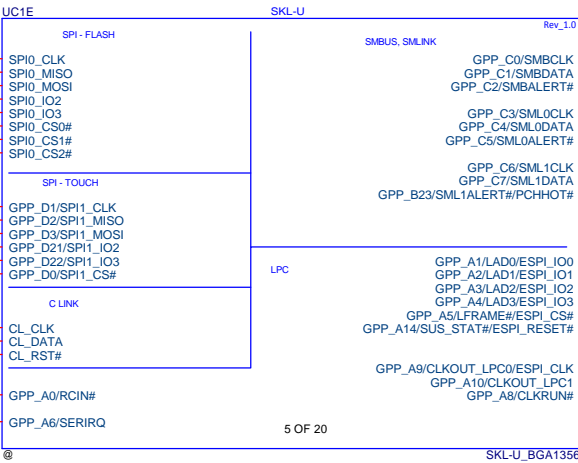 UC1E
SKL-U
Rev_1.0
SPI - FLASH
SPI0_CLK
SPI0_MISO
SPI0_MOSI
SPI0_IO2
SPI0_IO3
SPI0_CS0#
SPI0_CS1#
SPI0_CS2#
SPI - TOUCH
GPP_D1/SPI1_CLK
GPP_D2/SPI1_MISO
GPP_D3/SPI1_MOSI
GPP_D21/SPI1_IO2
GPP_D22/SPI1_IO3
GPP_D0/SPI1_CS#
C LINK
CL_CLK
CL_DATA
CL_RST#
GPP_A0/RCIN#
GPP_A6/SERIRQ
SMBUS, SMLINK
GPP_C0/SMBCLK
GPP_C1/SMBDATA
GPP_C2/SMBALERT#
GPP_C3/SML0CLK
GPP_C4/SML0DATA
GPP_C5/SML0ALERT#
GPP_C6/SML1CLK
GPP_C7/SML1DATA
GPP_B23/SML1ALERT#/PCHHOT#
LPC
GPP_A1/LAD0/ESPI_IO0
GPP_A2/LAD1/ESPI_IO1
GPP_A3/LAD2/ESPI_IO2
GPP_A4/LAD3/ESPI_IO3
GPP_A5/LFRAME#/ESPI_CS#
GPP_A14/SUS_STAT#/ESPI_RESET#
GPP_A9/CLKOUT_LPC0/ESPI_CLK
GPP_A10/CLKOUT_LPC1
GPP_A8/CLKRUN#
5 OF 20
@
SKL-U_BGA1356